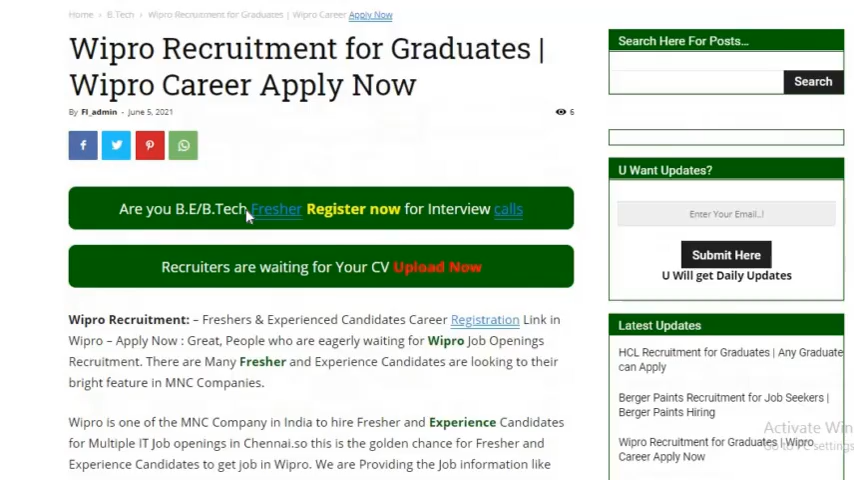 Home › B.Tech › Wipro Recruitment for Graduates | Wipro Career Apply Now
Wipro Recruitment for Graduates |
Wipro Career Apply Now
By FI_admin - June 5, 2021
6
Are you B.E/B.Tech Fresher Register now for Interview calls
Recruiters are waiting for Your CV Upload Now
Wipro Recruitment: – Freshers & Experienced Candidates Career Registration Link in
Wipro – Apply Now : Great, People who are eagerly waiting for Wipro Job Openings
Recruitment. There are Many Fresher and Experience Candidates are looking to their
bright feature in MNC Companies.
Wipro is one of the MNC Company in India to hire Fresher and Experience Candidates
for Multiple IT Job openings in Chennai.so this is the golden chance for Fresher and
Experience Candidates to get job in Wipro. We are Providing the Job information like
Search Here For Posts...
Search
U Want Updates?
Enter Your Email..!
Submit Here
U Will get Daily Updates
Latest Updates
HCL Recruitment for Graduates | Any Graduate
can Apply
Berger Paints Recruitment for Job Seekers |
Berger Paints Hiring
Wipro Recruitment for Graduates | Wipro
Career Apply Now
Activate Win
Go to PC settings